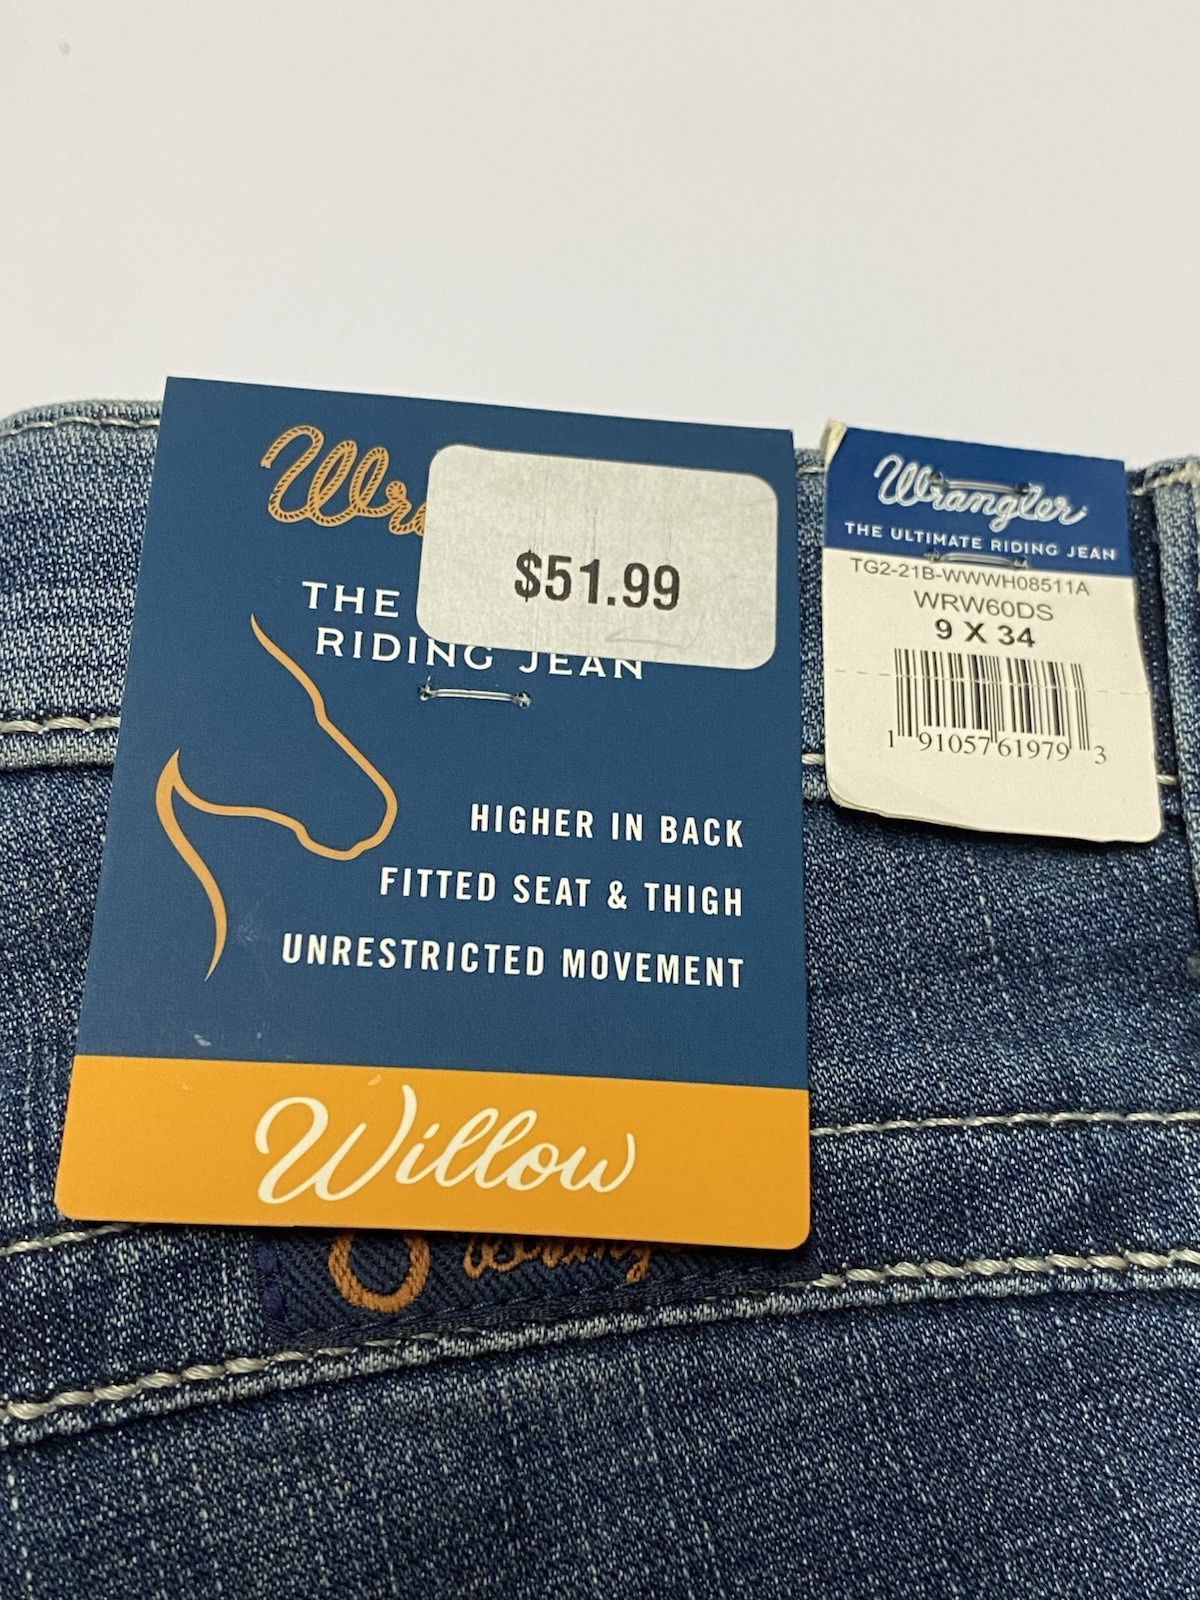 $51.99
THE
RIDING JEAN
HIGHER IN BACK
FITTED SEAT & THIGH
UNRESTRICTED MOVEMENT
Willow
Wrangler
THE ULTIMATE RIDING JEAN
TG2-21B-WWWH08511A
WRW60DS
9 X 34
1 91057 61979 3